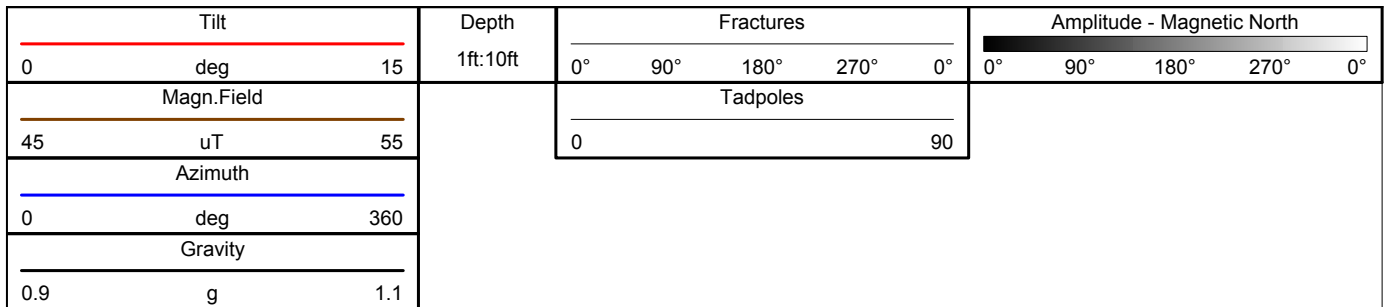 Tilt Depth Fractures Amplitude - Magnetic North
1ft:10ft
0 deg 15 0° 90° 180° 270° 0° 0° 90° 180° 270° 0°
Magn.Field Tadpoles
45 uT 55 0 90
Azimuth
0 deg 360
Gravity
0.9 g 1.1